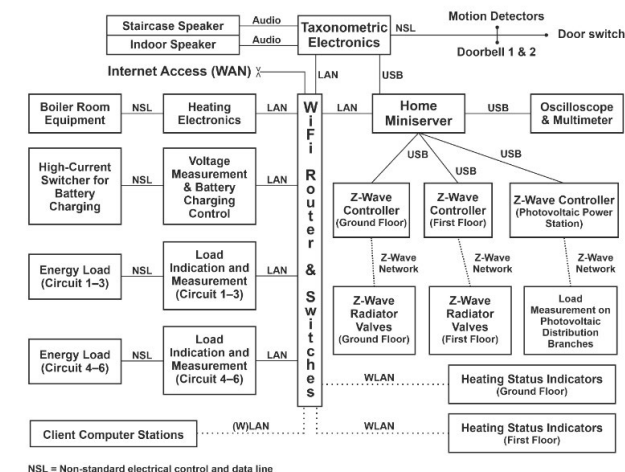 Staircase Speaker
Indoor Speaker
Audio
Audio
Taxonometric
Electronics
NSL
Motion Detectors
Door switch
Doorbell 1 & 2
Internet Access (WAN)
LAN
USB
Boiler Room
Equipment
NSL
Heating
Electronics
LAN
WiFi Router & Switches
LAN
Home
Miniserver
USB
Oscilloscope
& Multimeter
USB
USB
USB
High-Current
Switcher for
Battery
Charging
NSL
Voltage
Measurement
& Battery
Charging
Control
LAN
Z-Wave
Controller
(Ground Floor)
Z-Wave
Controller
(First Floor)
Z-Wave Controller
(Photovoltaic Power
Station)
Z-Wave
Network
Z-Wave
Network
Z-Wave
Network
Energy Load
(Circuit 1–3)
NSL
Load
Indication and
Measurement
(Circuit 1–3)
LAN
Z-Wave
Radiator
Valves
(Ground Floor)
Z-Wave
Radiator
Valves
(First Floor)
Load
Measurement on
Photovoltaic
Distribution
Branches
Energy Load
(Circuit 4–6)
NSL
Load
Indication and
Measurement
(Circuit 4–6)
LAN
WLAN
Heating Status Indicators
(Ground Floor)
Client Computer Stations
(W)LAN
WLAN
Heating Status Indicators
(First Floor)
NSL = Non-standard electrical control and data line